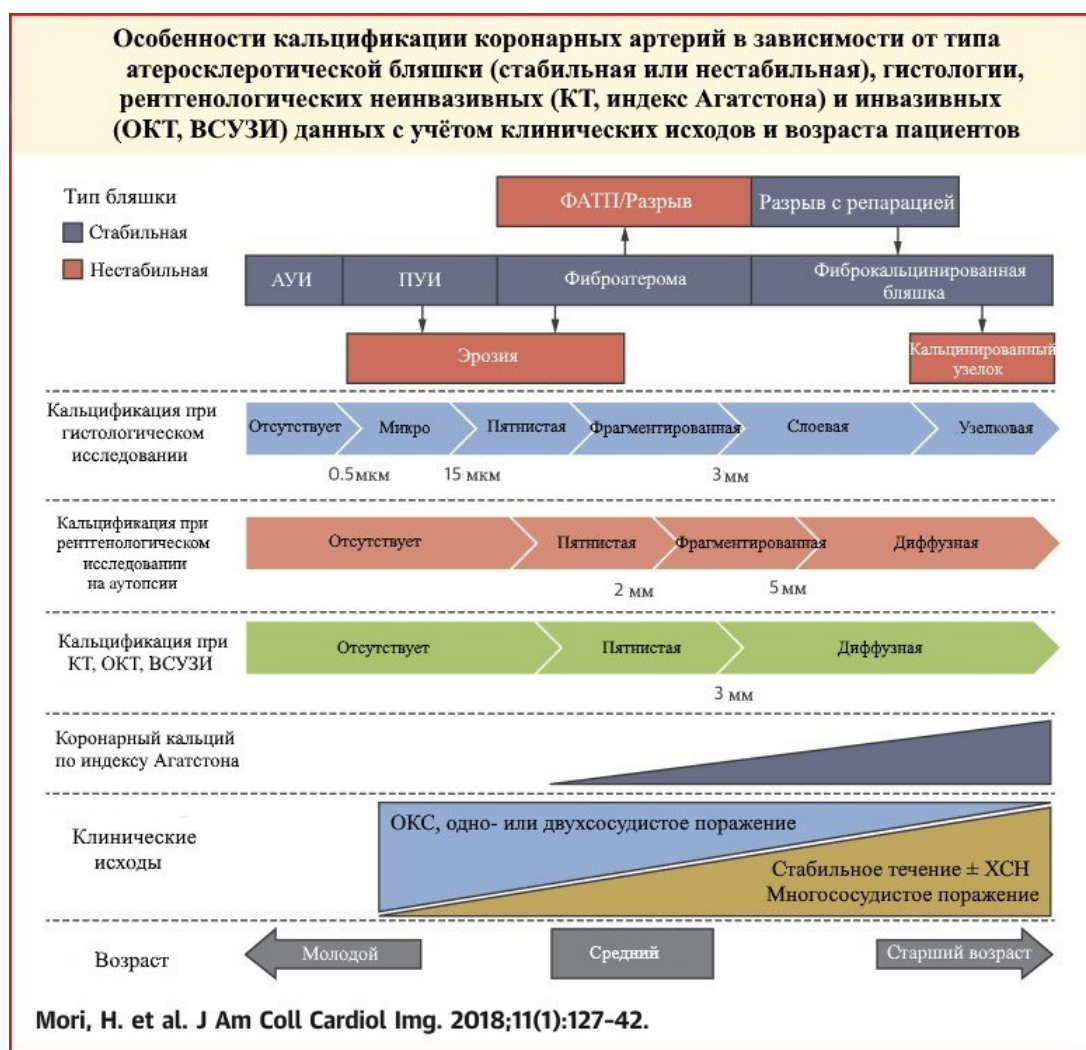 Особенности кальцификации коронарных артерий в зависимости от типа
атеросклеротической бляшки (стабильная или нестабильная), гистологии,
рентгенологических неинвазивных (КТ, индекс Агатстона) и инвазивных
(ОКТ, ВСУЗИ) данных с учётом клинических исходов и возраста пациентов
Тип бляшки
Стабильная
Нестабильная
ФАТП/Разрыв
Разрыв с репарацией
АУИ
ПУИ
Фиброатерома
Фиброкальцинированная
бляшка
Эрозия
Кальцинированный
узелок
Кальцификация при
гистологическом
исследовании
Отсутствует
Микро
Пятнистая
Фрагментированная
Слоевая
Узелковая
0.5мкм
15 мкм
3 мм
Кальцификация при
рентгенологическом
исследовании
на аутопсии
Отсутствует
Пятнистая
Фрагментированная
Диффузная
2 мм
5 мм
Кальцификация при
КТ, ОКТ, ВСУЗИ
Отсутствует
Пятнистая
Диффузная
3 мм
Коронарный кальций
по индексу Агатстона
Клинические
исходы
ОКС, одно- или двухсосудистое поражение
Стабильное течение ± ХСН
Многососудистое поражение
Возраст
Молодой
Средний
Старший возраст
Mori, H. et al. J Am Coll Cardiol Img. 2018;11(1):127–42.